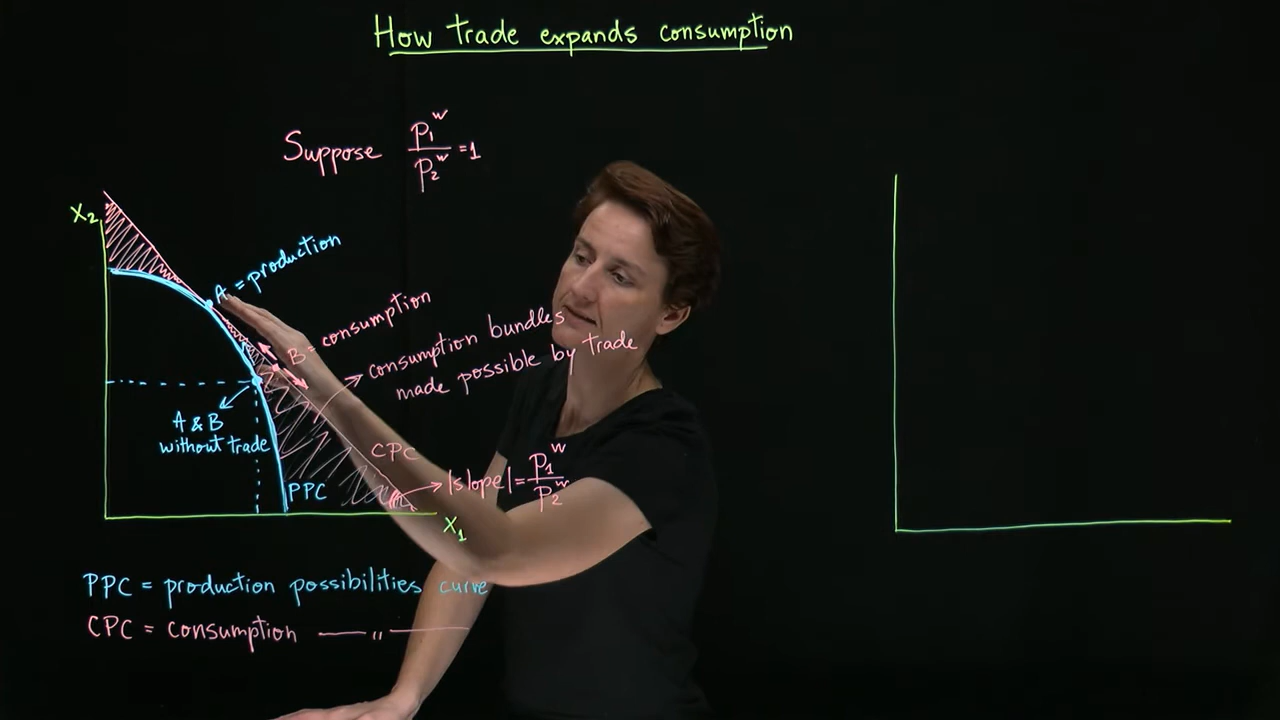 How trade expands consumption
Suppose P₁ʷ/P₂ʷ = 1
X₂
A = production
B = consumption
consumption bundles
made possible by trade
A & B
without trade
CPC
|slope| = P₁ʷ/P₂ʷ
PPC
X₁
PPC = production possibilities curve
CPC = consumption —— " ——